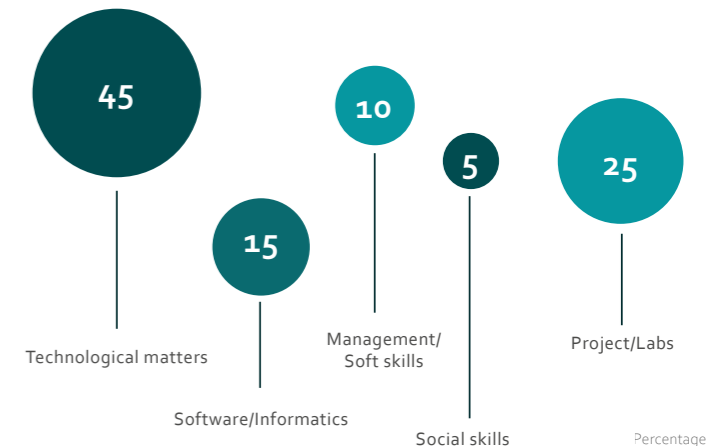 45
10
5
25
15
Technological matters
Management/
Soft skills
Project/Labs
Software/Informatics
Social skills
Percentage